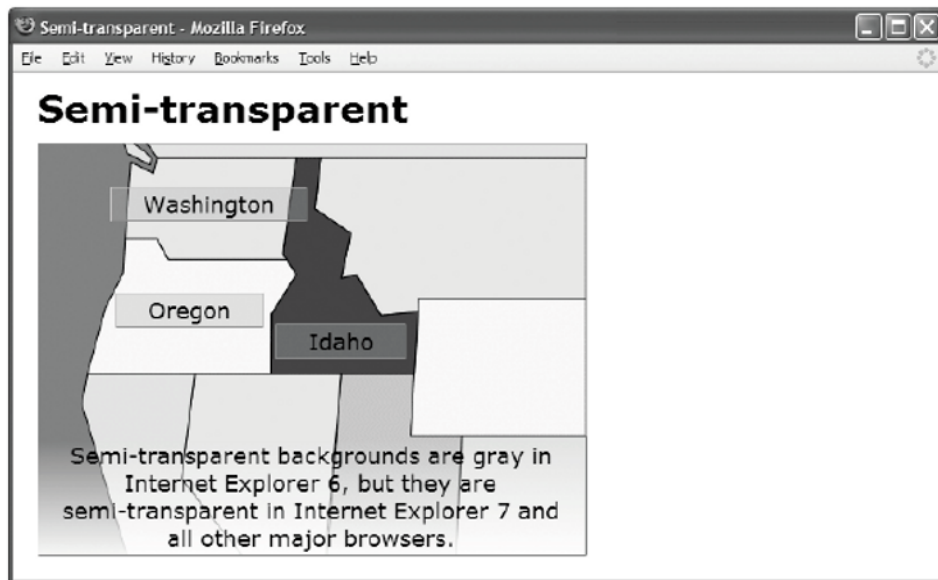 Semi-transparent - Mozilla Firefox
File Edit View History Bookmarks Tools Help
Semi-transparent
Washington
Oregon
Idaho
Semi-transparent backgrounds are gray in
Internet Explorer 6, but they are
semi-transparent in Internet Explorer 7 and
all other major browsers.